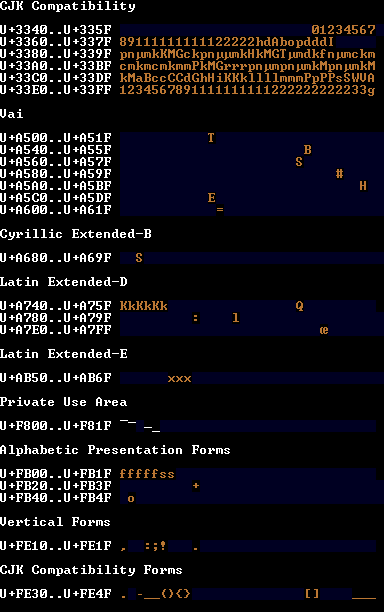 CJK Compatibility
U+3340..U+335F 01234567
U+3360..U+337F 89111111111122222hdAbopdddI
U+3380..U+339F pnµmkKMGckpnµµmkHkMGTµmdkfnµmckm
U+33A0..U+33BF cmkmcmkmmPkMGrrrpnµmpnµmkMpnµmkM
U+33C0..U+33DF kMaBccCCdGhHiKKkllllmmmPpPPsSWVA
U+33E0..U+33FF 1234567891111111111222222222233g
Vai
U+A500..U+A51F T
U+A540..U+A55F B
U+A560..U+A57F S
U+A580..U+A59F #
U+A5A0..U+A5BF H
U+A5C0..U+A5DF E
U+A600..U+A61F =
Cyrillic Extended-B
U+A680..U+A69F S
Latin Extended-D
U+A740..U+A75F KkKkKk Q
U+A780..U+A79F : l
U+A7E0..U+A7FF œ
Latin Extended-E
U+AB50..U+AB6F xxx
Private Use Area
U+F800..U+F81F
Alphabetic Presentation Forms
U+FB00..U+FB1F fffffss
U+FB20..U+FB3F +
U+FB40..U+FB4F o
Vertical Forms
U+FE10..U+FE1F , :;! .
CJK Compatibility Forms
U+FE30..U+FE4F . -__(){} [] ___